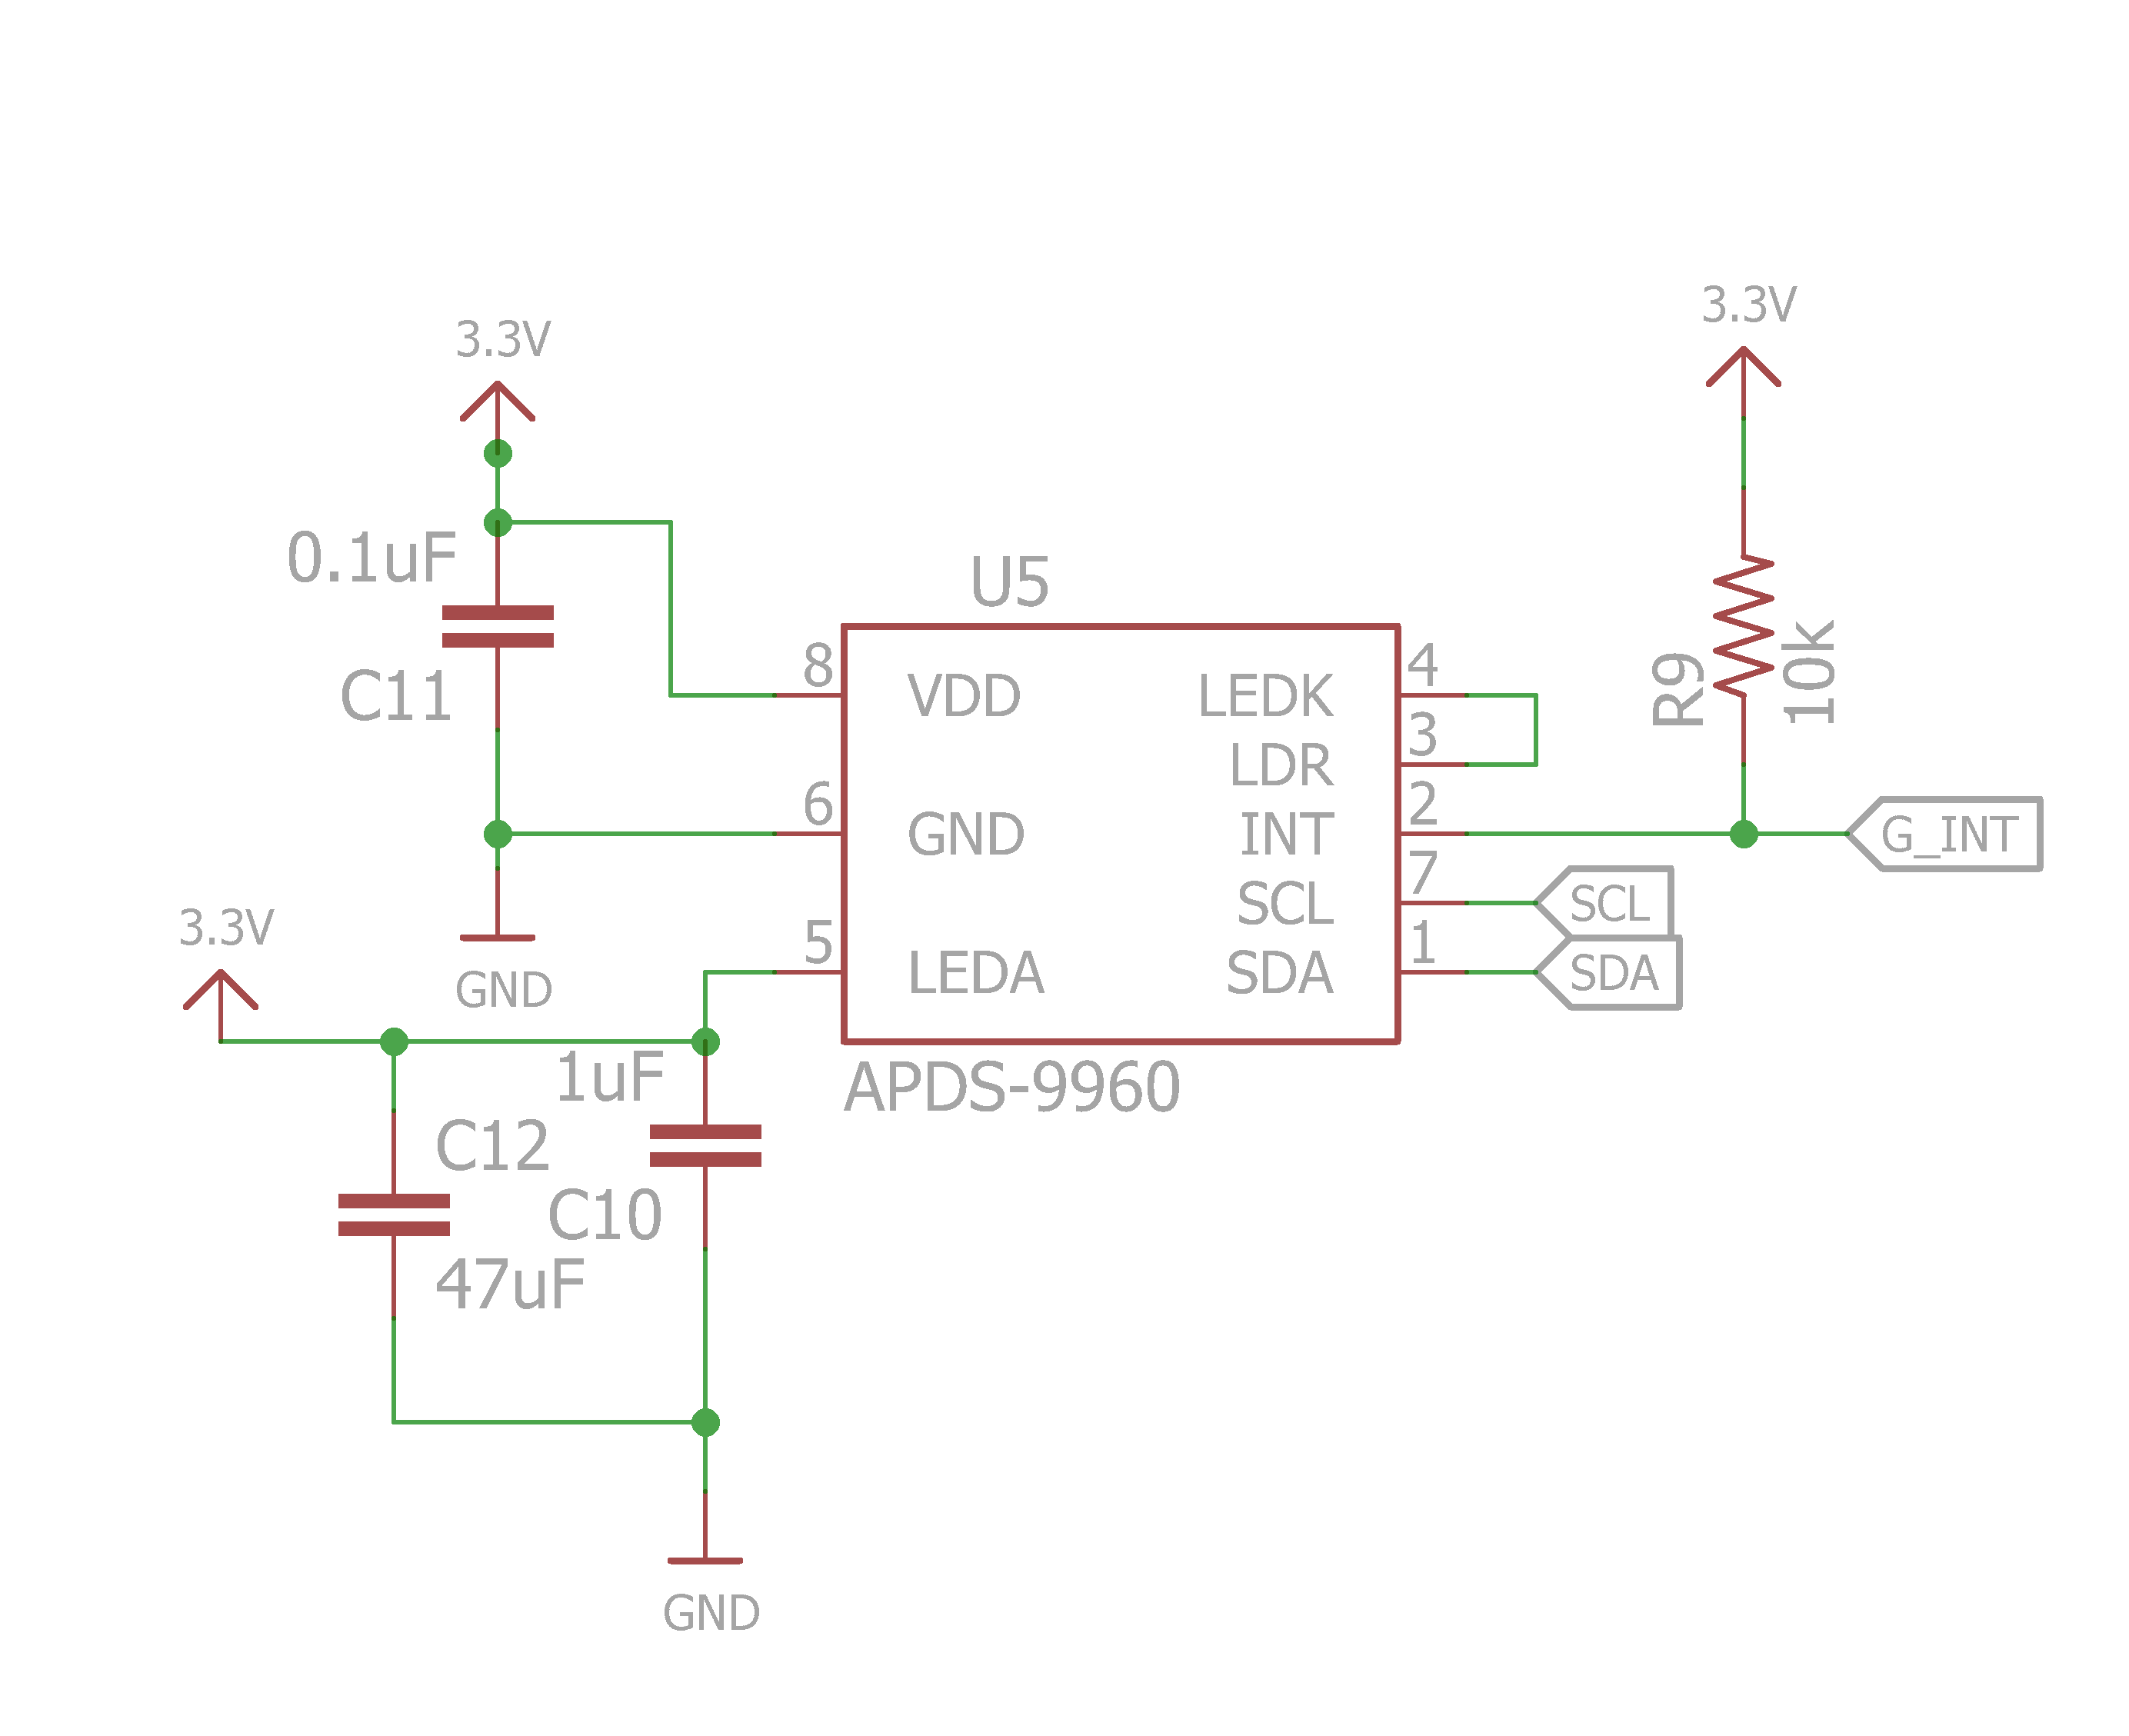 3.3V
3.3V
0.1uF
U5
C11
8
VDD
LEDK
4
LDR
3
R9
10k
6
GND
INT
2
G_INT
SCL
7
SCL
3.3V
5
LEDA
SDA
1
SDA
GND
1uF
APDS-9960
C12
C10
47uF
GND